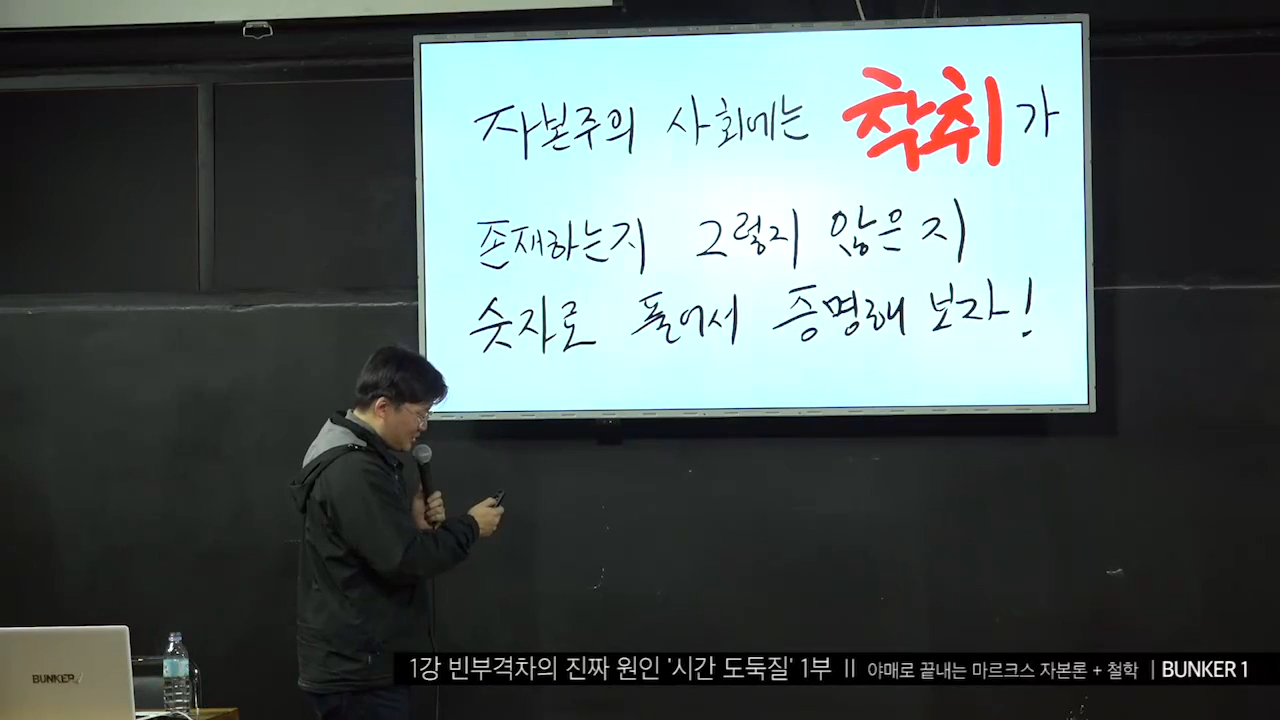 자본주의 사회에는 착취가
존재하는지 그렇지 않은지
숫자로 풀어서 증명해 보자!
BUNKER1
1강 빈부격차의 진짜 원인 '시간 도둑질' 1부 II 야매로 끝내는 마르크스 자본론 + 철학 | BUNKER 1